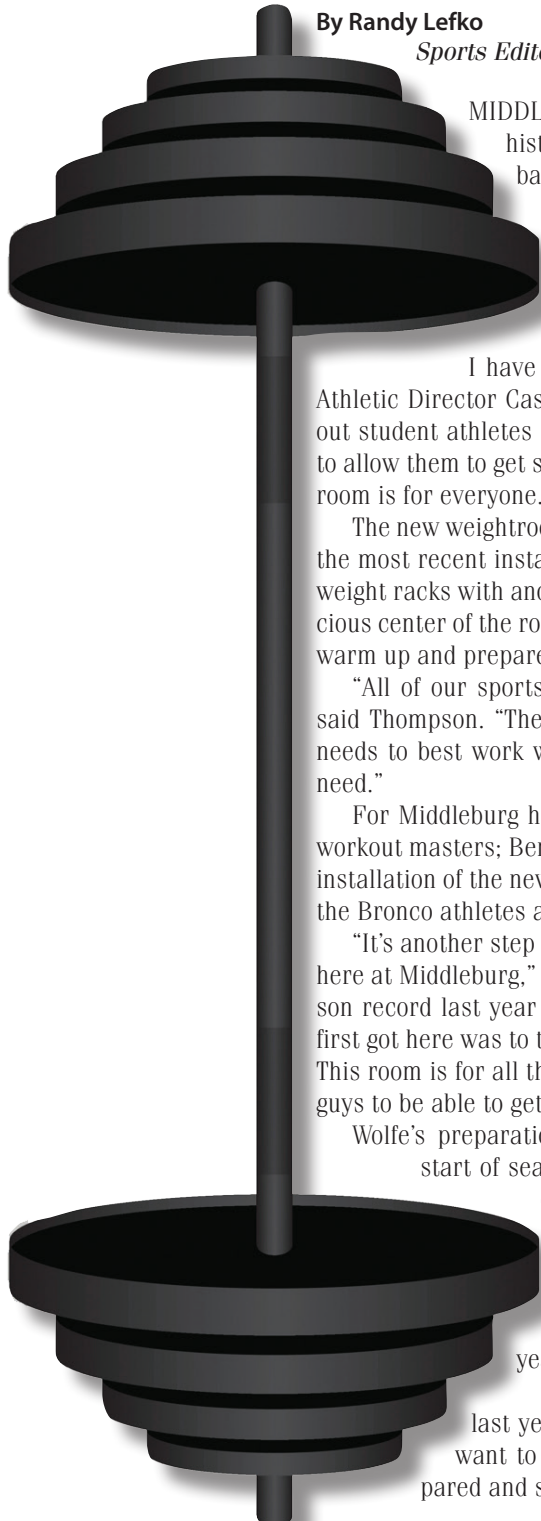 By Randy Lefko
Sports Edito
MIDDL
hist
ba
I have
Athletic Director Cas
out student athletes
to allow them to get s
room is for everyone.
The new weightroo
the most recent insta
weight racks with ano
cious center of the ro
warm up and prepare
“All of our sports
said Thompson. “The
needs to best work w
need.”
For Middleburg h
workout masters; Ben
installation of the new
the Bronco athletes a
“It’s another step
here at Middleburg,”
son record last year
first got here was to t
This room is for all th
guys to be able to get
Wolfe’s preparatio
start of sea
yea
last ye
want to
pared and s